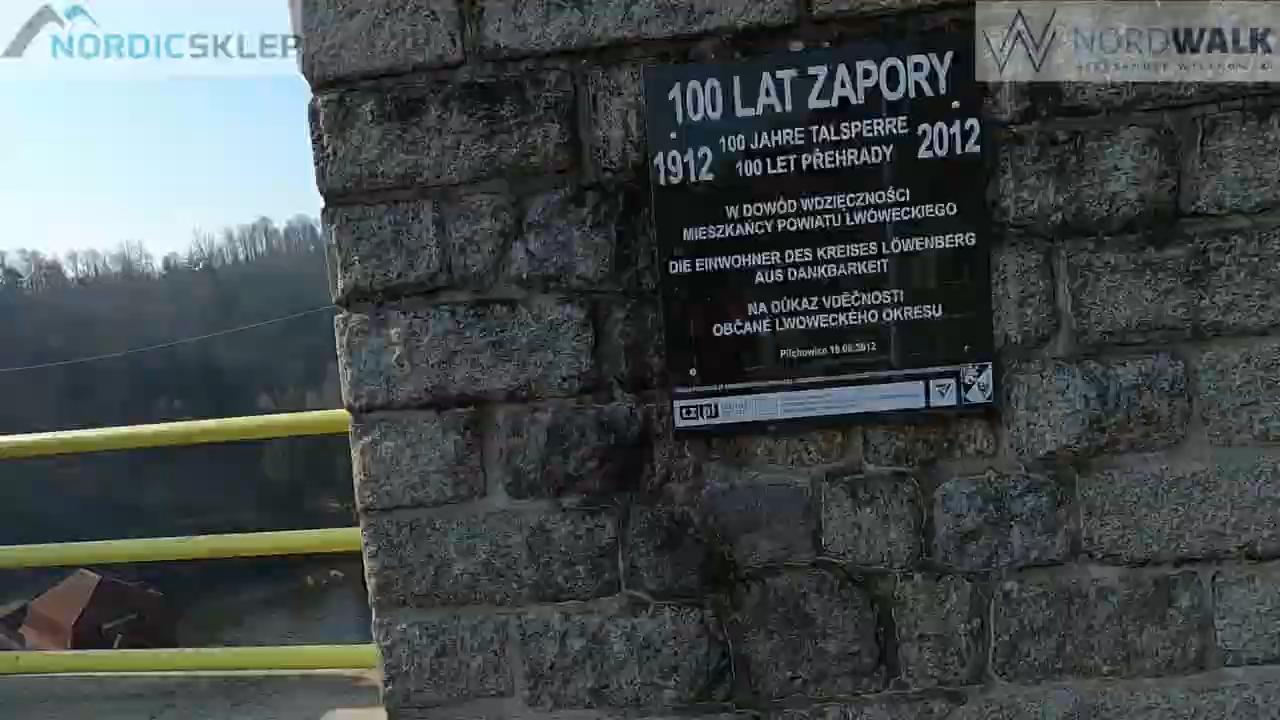 NORDICSKLEP
NORDWALK
100 LAT ZAPORY
100 JAHRE TALSPERRE
1912 100 LET PŘEHRADY 2012
W DOWÓD WDZIĘCZNOŚCI
MIESZKAŃCY POWIATU LWÓWECKIEGO
DIE EINWOHNER DES KREISES LÖWENBERG
AUS DANKBARKEIT
NA DŮKAZ VDĚČNOSTI
OBČANÉ LWOWECKÉHO OKRESU
Pilchowice